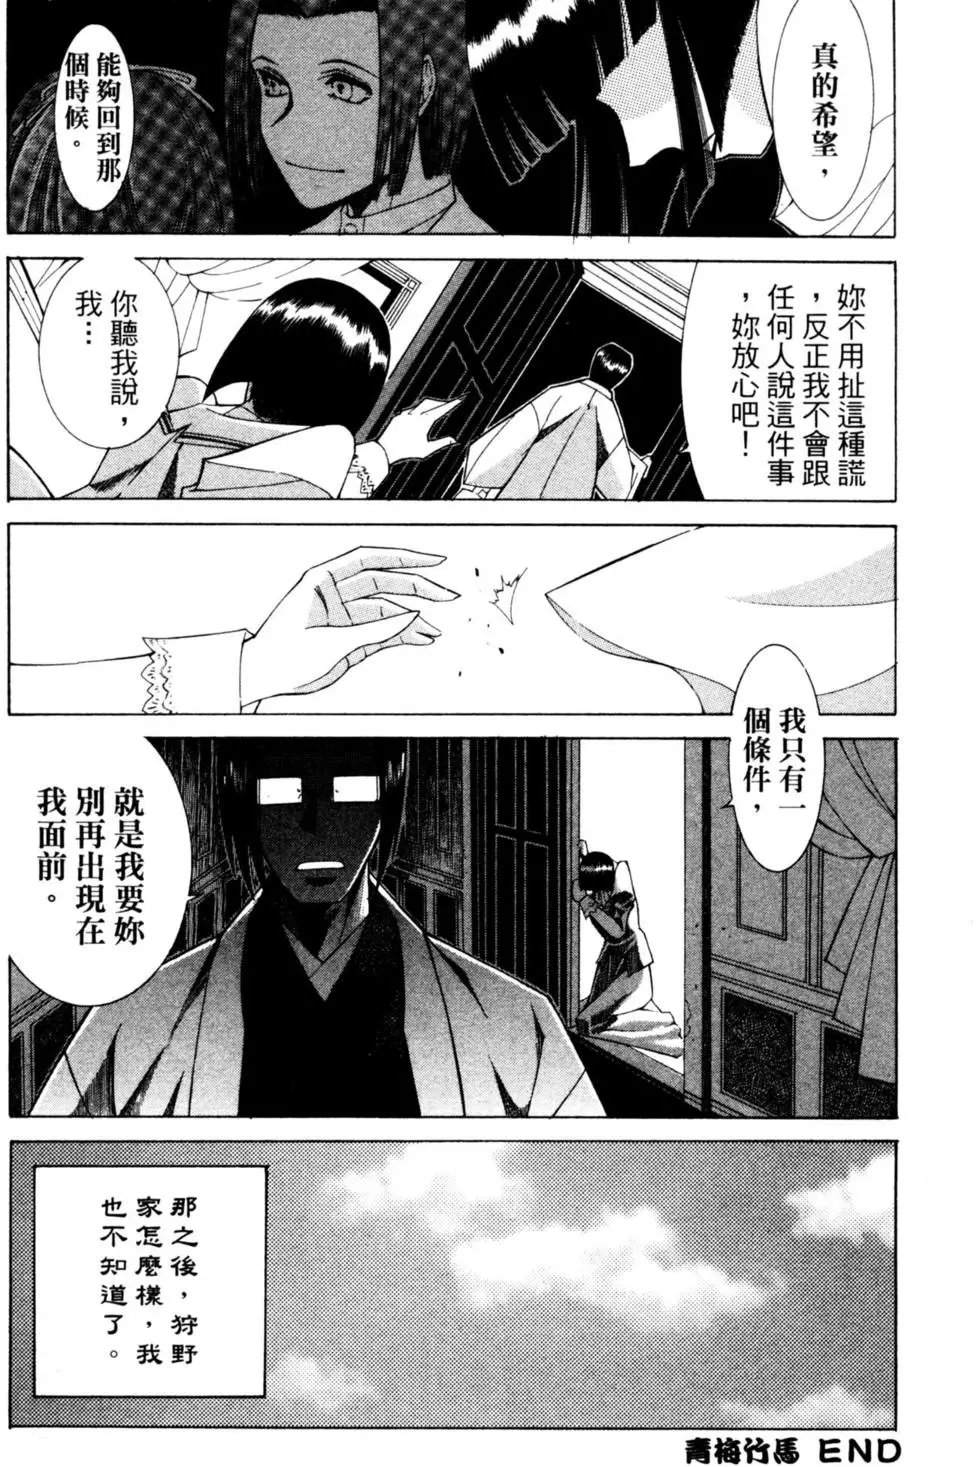 真的希望，
能夠回到那
個時候。
妳不用扯這種謊
，反正我不會跟
任何人說這件事
，妳放心吧！
你聽我說，
我…
我只有一
個條件，
就是我要妳
別再出現在
我面前。
那之後，狩野
家怎麼樣，我
也不知道了。
青梅竹馬 END